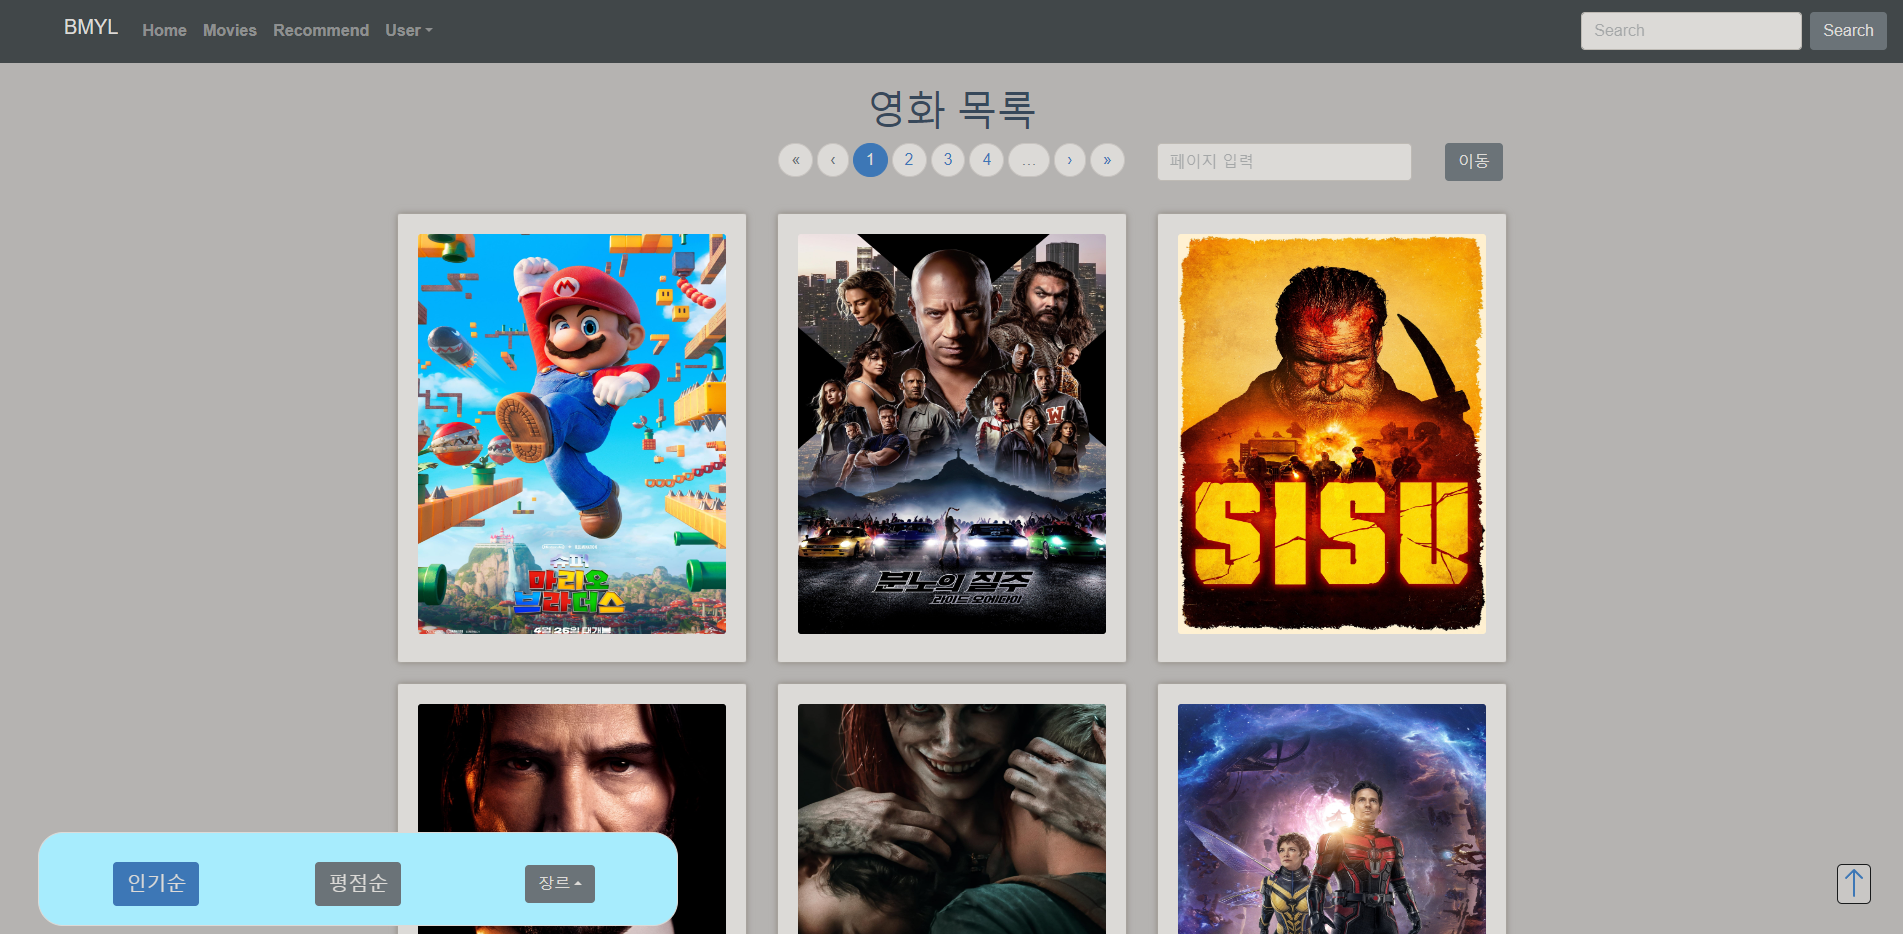 BMYL Home Movies Recommend User Search Search
영화 목록
« ‹ 1 2 3 4 … › » 페이지 입력 이동
슈퍼
마리오
브라더스
4월 26일 대개봉
분노의 질주
라이드 오어 다이
W
SISU
인기순 평점순 장르